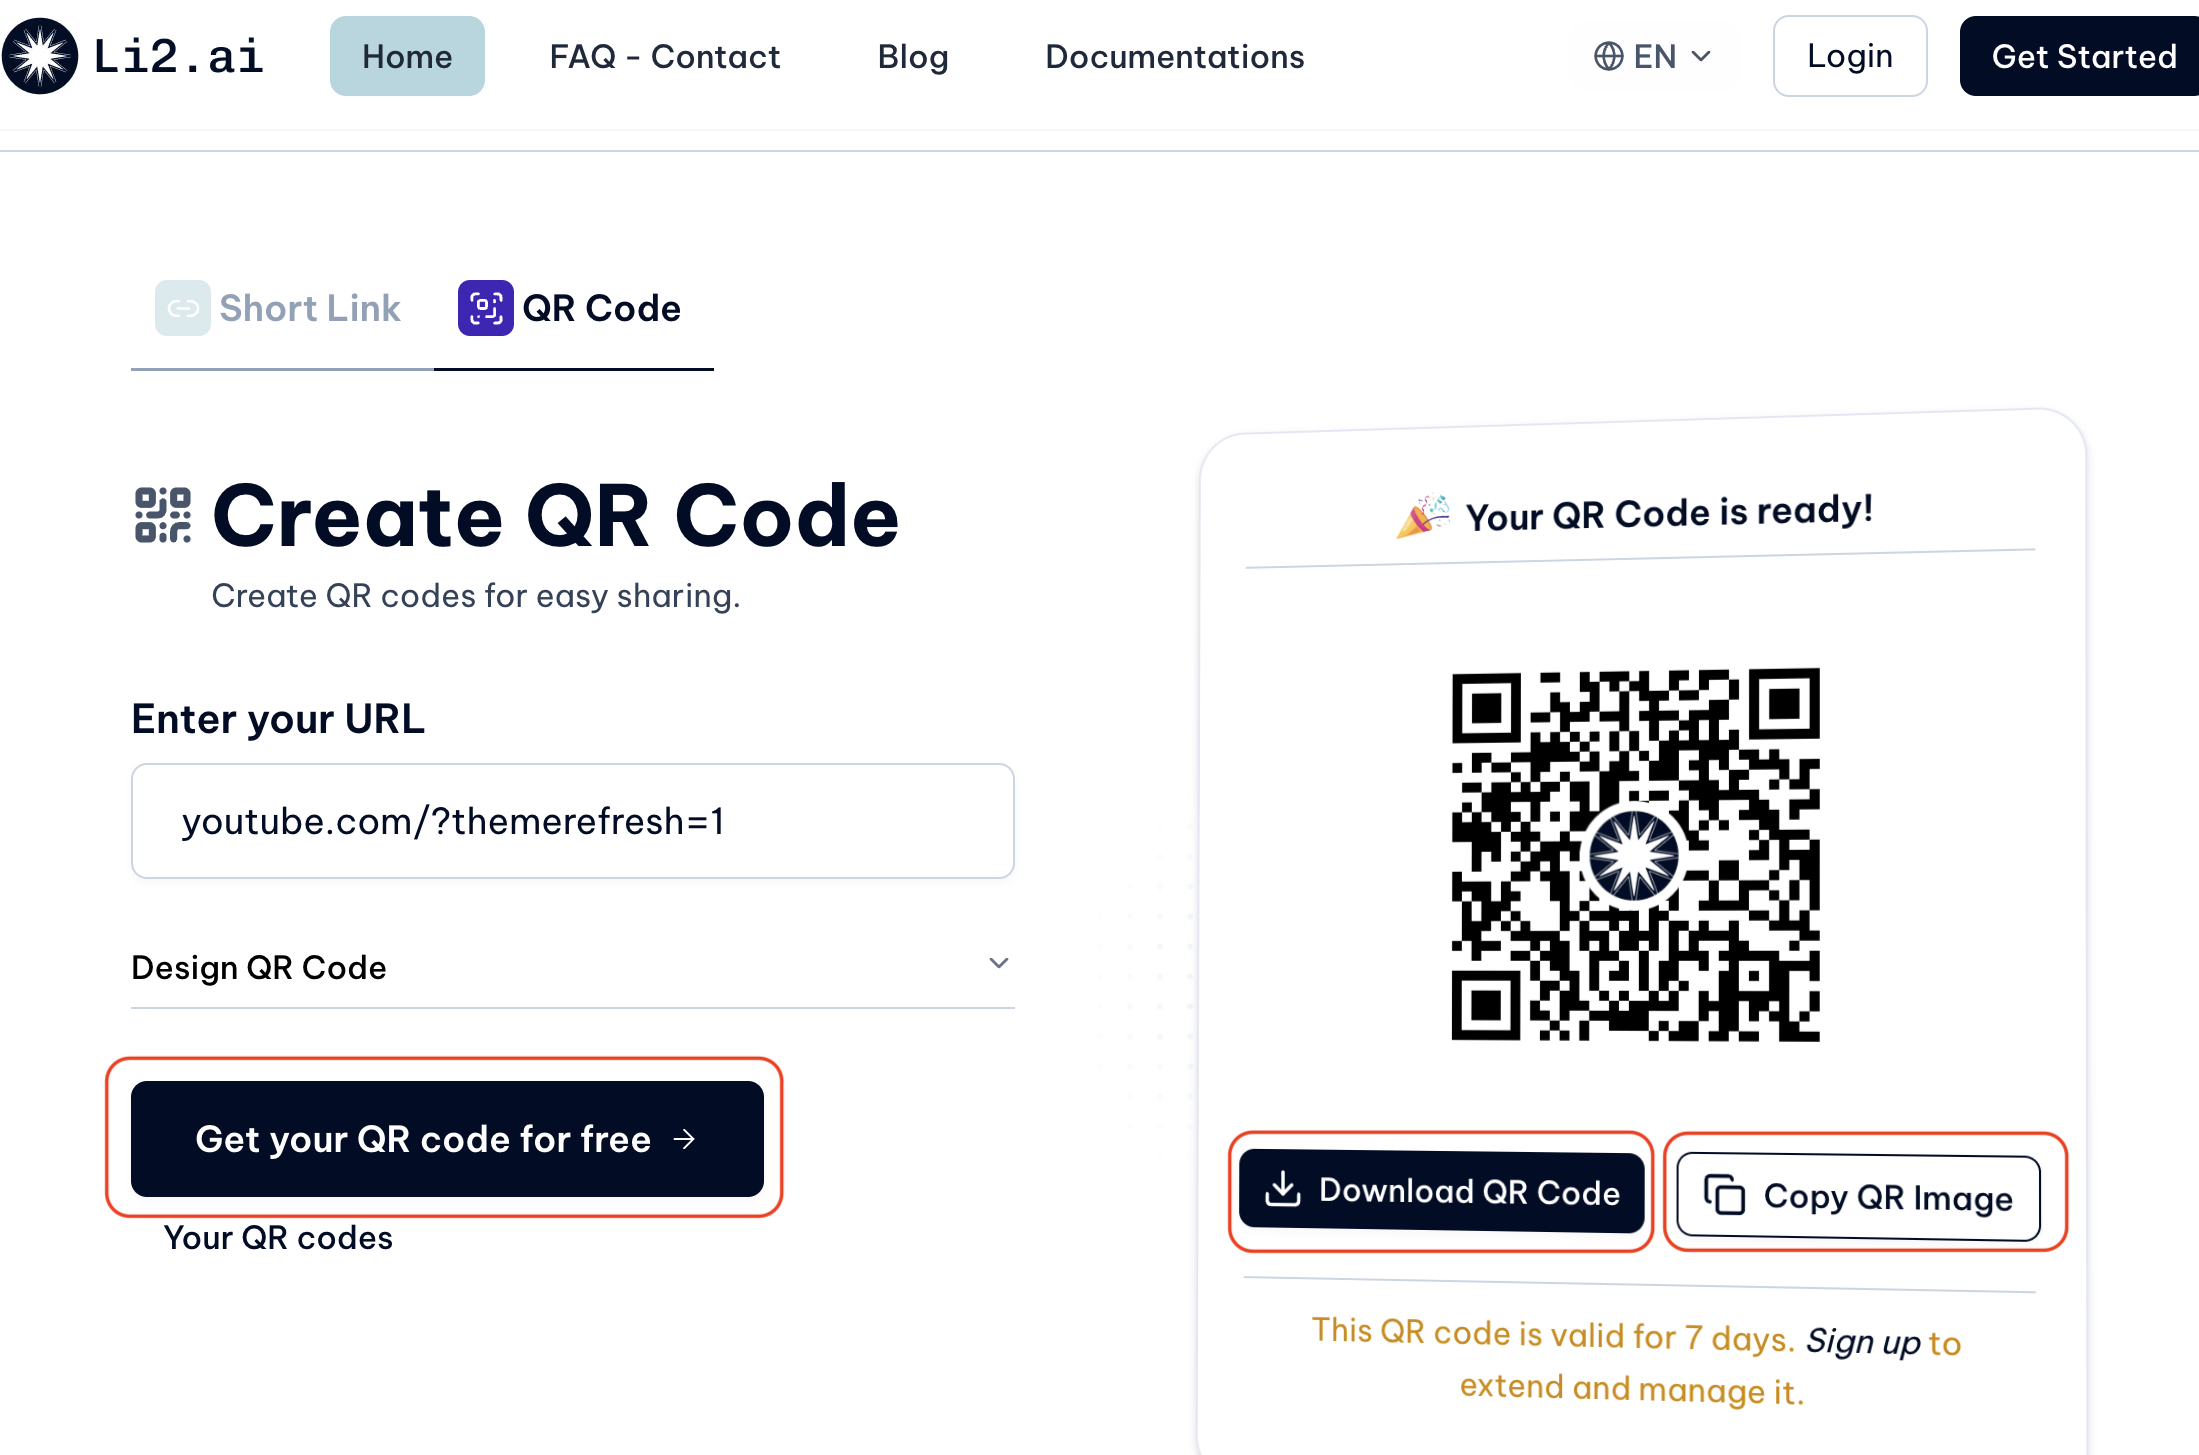 Li2.ai
Home
FAQ - Contact
Blog
Documentations
EN
Login
Get Started
Short Link
QR Code
Create QR Code
Create QR codes for easy sharing.
Enter your URL
youtube.com/?themerefresh=1
Design QR Code
Get your QR code for free →
Your QR codes
Your QR Code is ready!
Download QR Code
Copy QR Image
This QR code is valid for 7 days. Sign up to
extend and manage it.